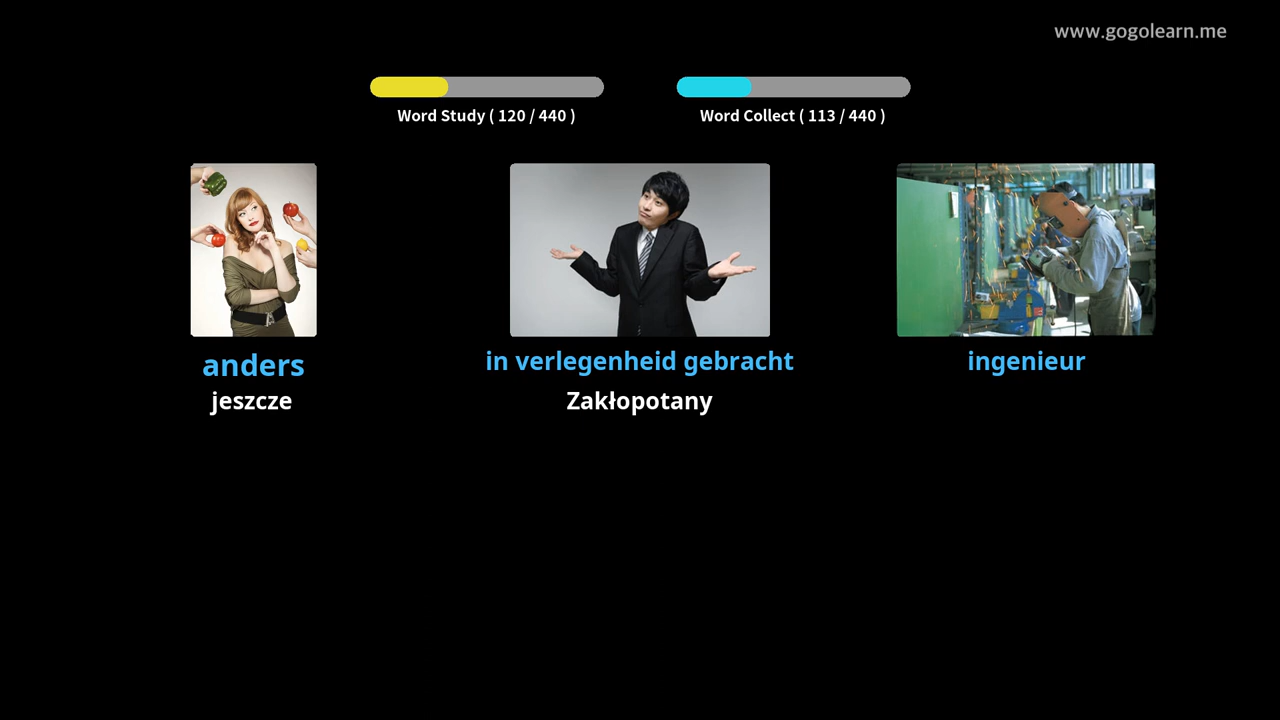 www.gogolearn.me
Word Study ( 120 / 440 )
Word Collect ( 113 / 440 )
anders
jeszcze
in verlegenheid gebracht
Zakłopotany
ingenieur